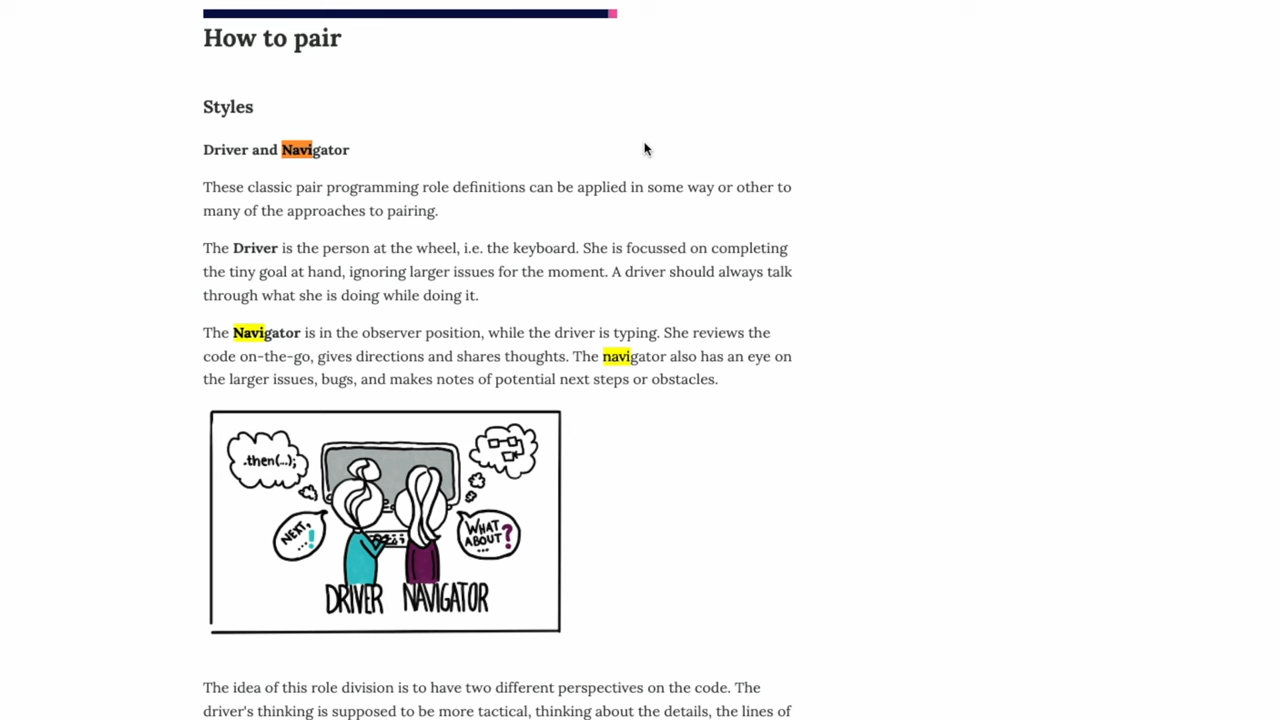 How to pair
Styles
Driver and Navigator
These classic pair programming role definitions can be applied in some way or other to
many of the approaches to pairing.
The Driver is the person at the wheel, i.e. the keyboard. She is focussed on completing
the tiny goal at hand, ignoring larger issues for the moment. A driver should always talk
through what she is doing while doing it.
The Navigator is in the observer position, while the driver is typing. She reviews the
code on-the-go, gives directions and shares thoughts. The navigator also has an eye on
the larger issues, bugs, and makes notes of potential next steps or obstacles.
.then(...);
NEXT,
...!
WHAT
ABOUT ?
...
DRIVER NAVIGATOR
The idea of this role division is to have two different perspectives on the code. The
driver's thinking is supposed to be more tactical, thinking about the details, the lines of